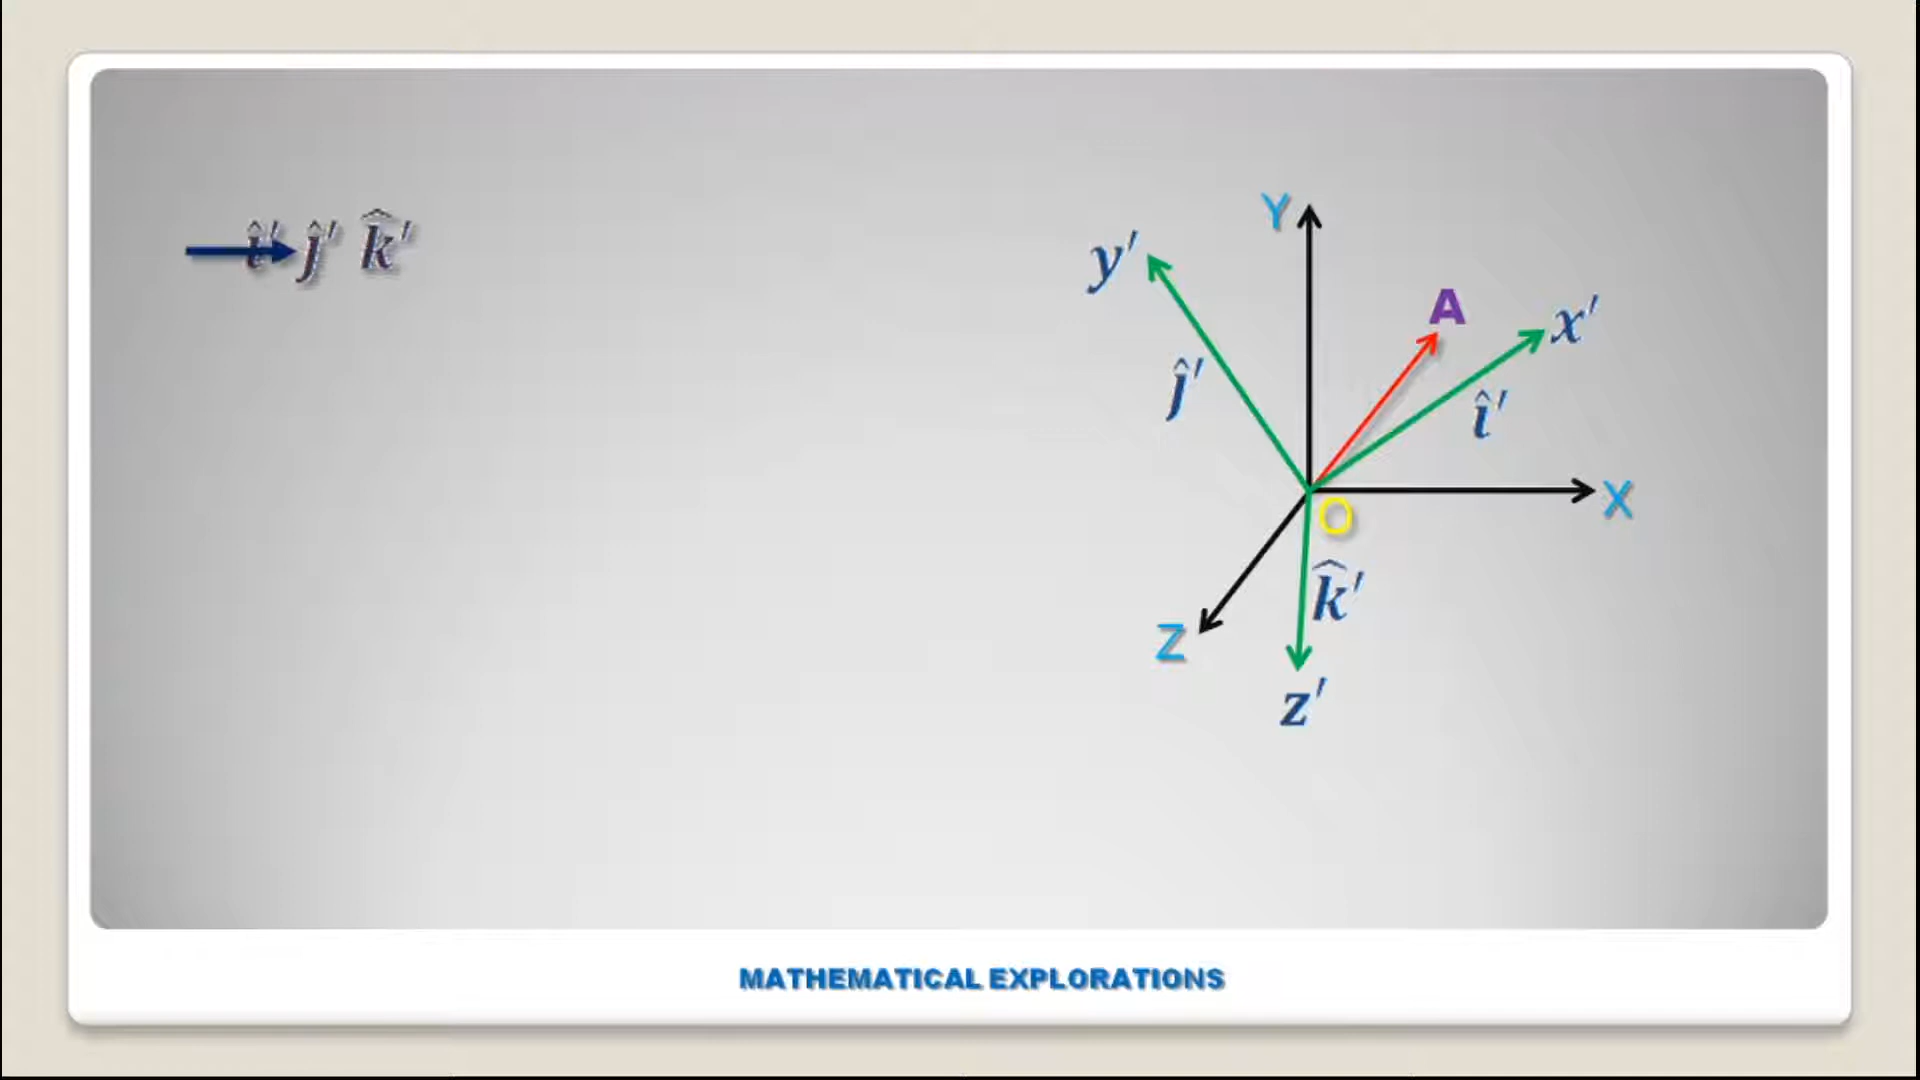 î′ ĵ′ k̂′
Y
y′
A
x′
ĵ′
î′
X
O
k̂′
Z
z′
MATHEMATICAL EXPLORATIONS